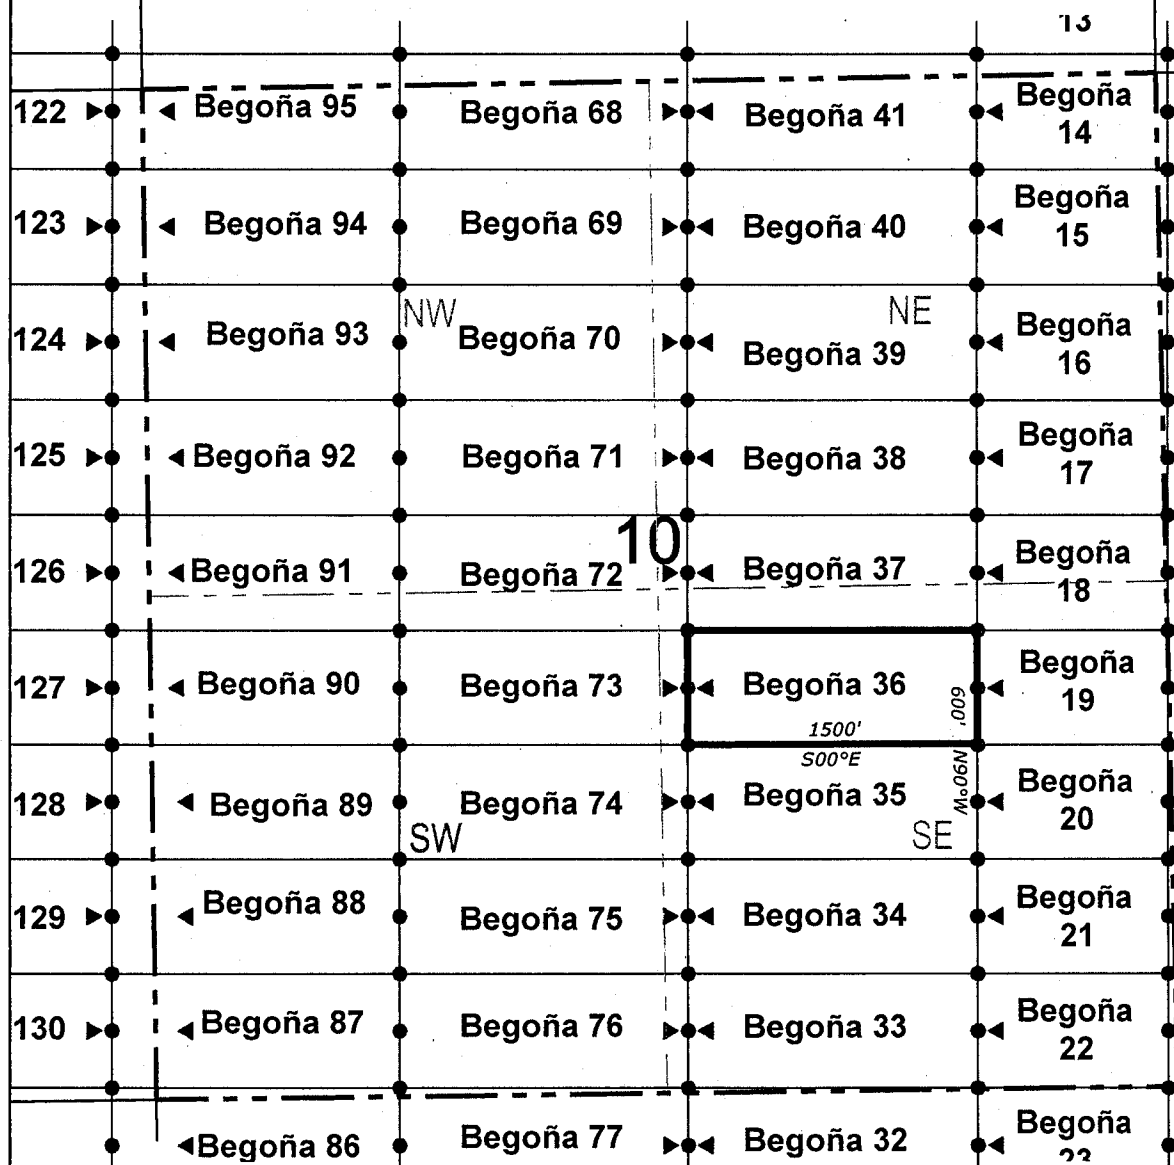 13
122 Begoña 95 Begoña 68 Begoña 41 Begoña
14
123 Begoña 94 Begoña 69 Begoña 40 Begoña
15
NW NE
124 Begoña 93 Begoña 70 Begoña 39 Begoña
16
125 Begoña 92 Begoña 71 Begoña 38 Begoña
17
10
126 Begoña 91 Begoña 72 Begoña 37 Begoña
18
127 Begoña 90 Begoña 73 Begoña 36 Begoña
19
600'
1500'
S00°E
N90°W
128 Begoña 89 Begoña 74 Begoña 35 Begoña
20
SW SE
129 Begoña 88 Begoña 75 Begoña 34 Begoña
21
130 Begoña 87 Begoña 76 Begoña 33 Begoña
22
Begoña 86 Begoña 77 Begoña 32 Begoña
23